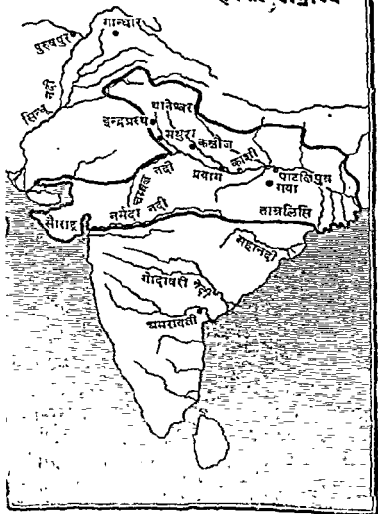 गान्धार
पुरुषपुर
सिन्धु नदी
थानेश्वर
इन्द्रप्रस्थ
मथुरा
कन्नौज
काशी
पाटलिपुत्र
प्रयाग
गया
चम्बल नदी
ताम्रलिप्ति
सौराष्ट्र
नर्मदा नदी
महानदी
गोदावरी
अमरावती